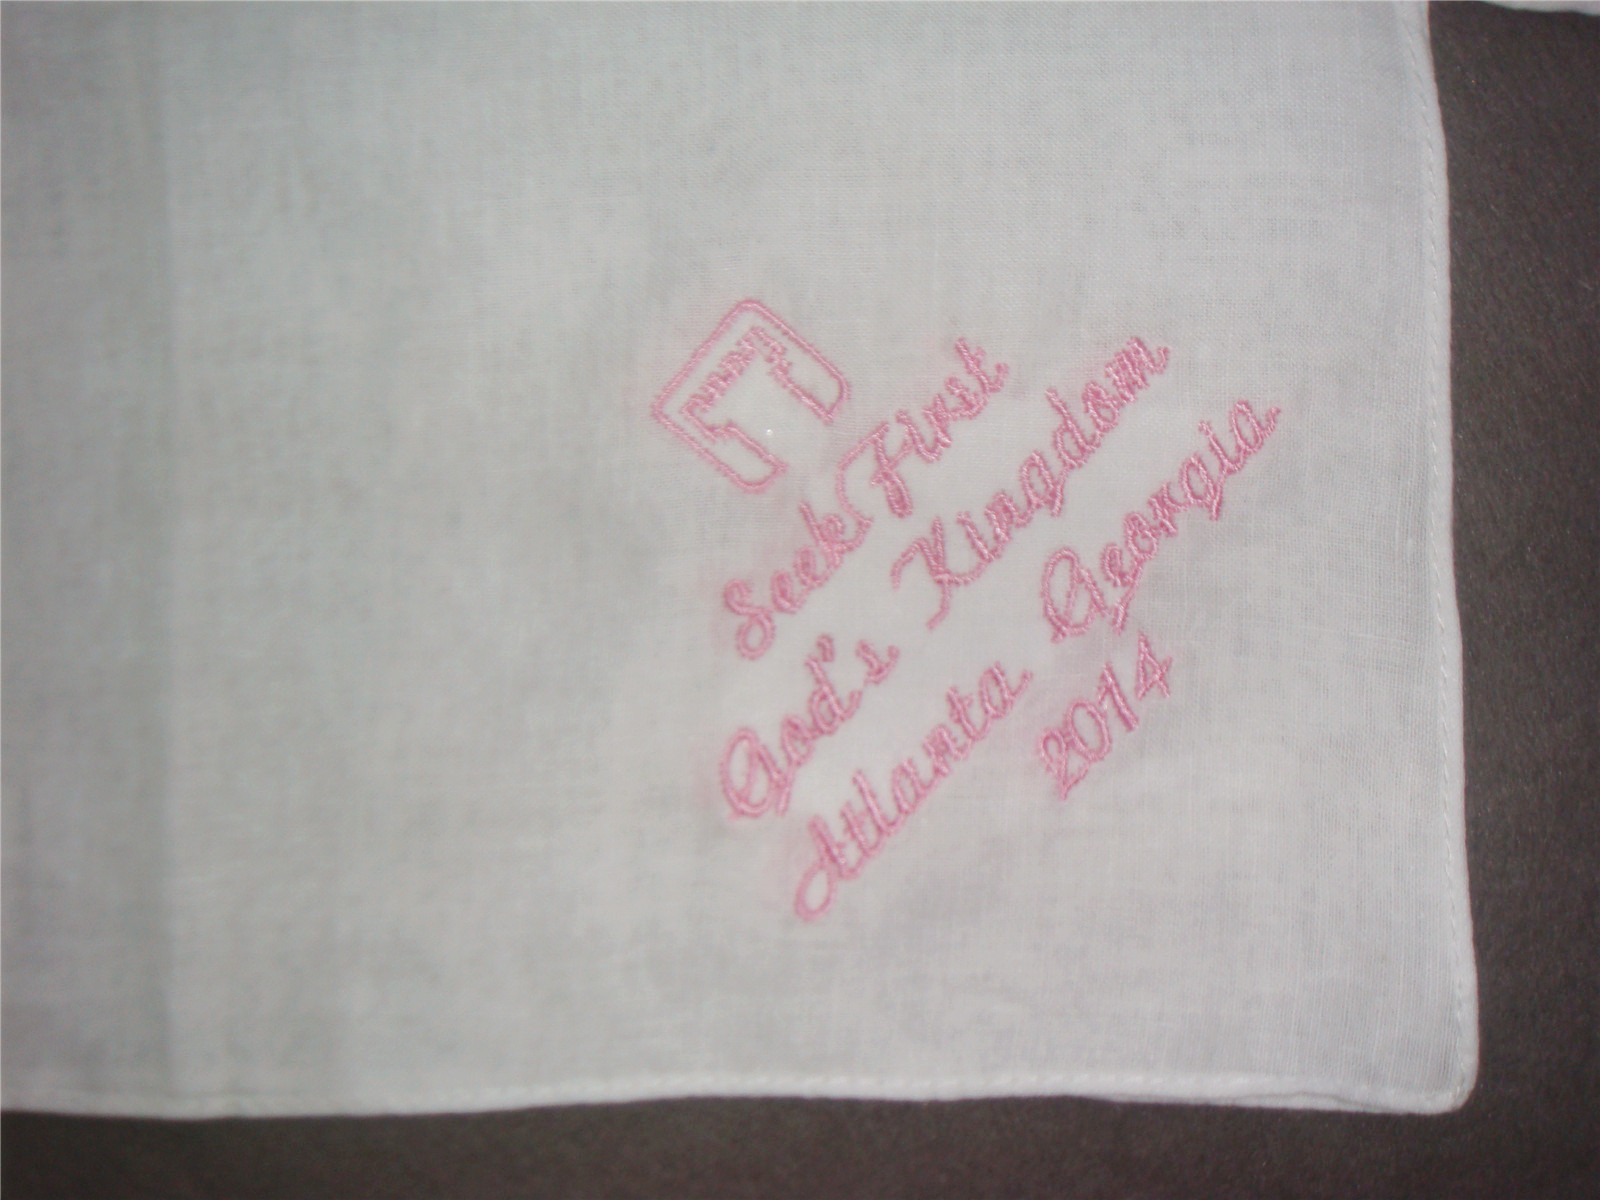 Seek First
God's Kingdom
Atlanta Georgia
2014